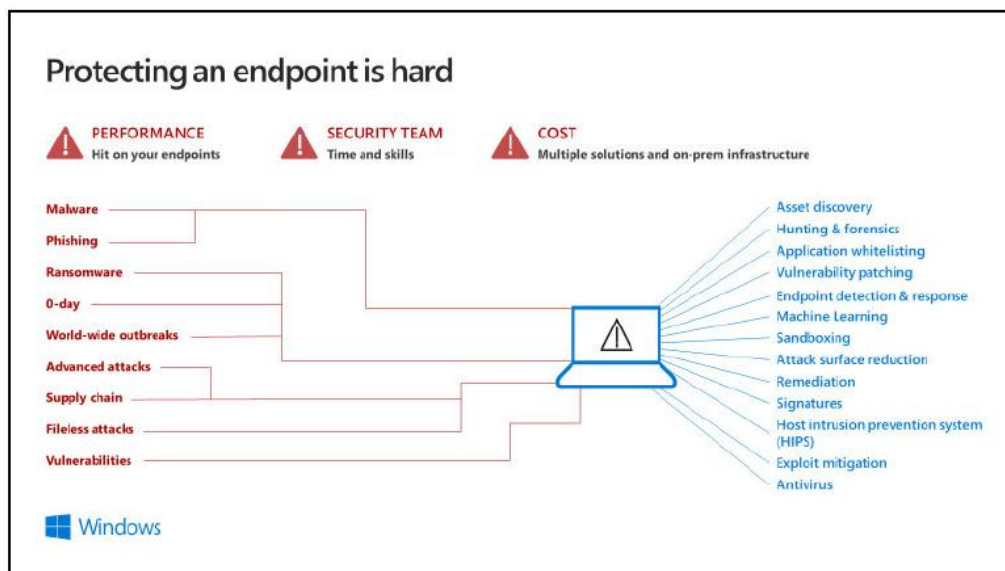 Protecting an endpoint is hard
PERFORMANCE
Hit on your endpoints
SECURITY TEAM
Time and skills
COST
Multiple solutions and on-prem infrastructure
Malware
Phishing
Ransomware
0-day
World-wide outbreaks
Advanced attacks
Supply chain
Fileless attacks
Vulnerabilities
Asset discovery
Hunting & forensics
Application whitelisting
Vulnerability patching
Endpoint detection & response
Machine Learning
Sandboxing
Attack surface reduction
Remediation
Signatures
Host intrusion prevention system
(HIPS)
Exploit mitigation
Antivirus
Windows